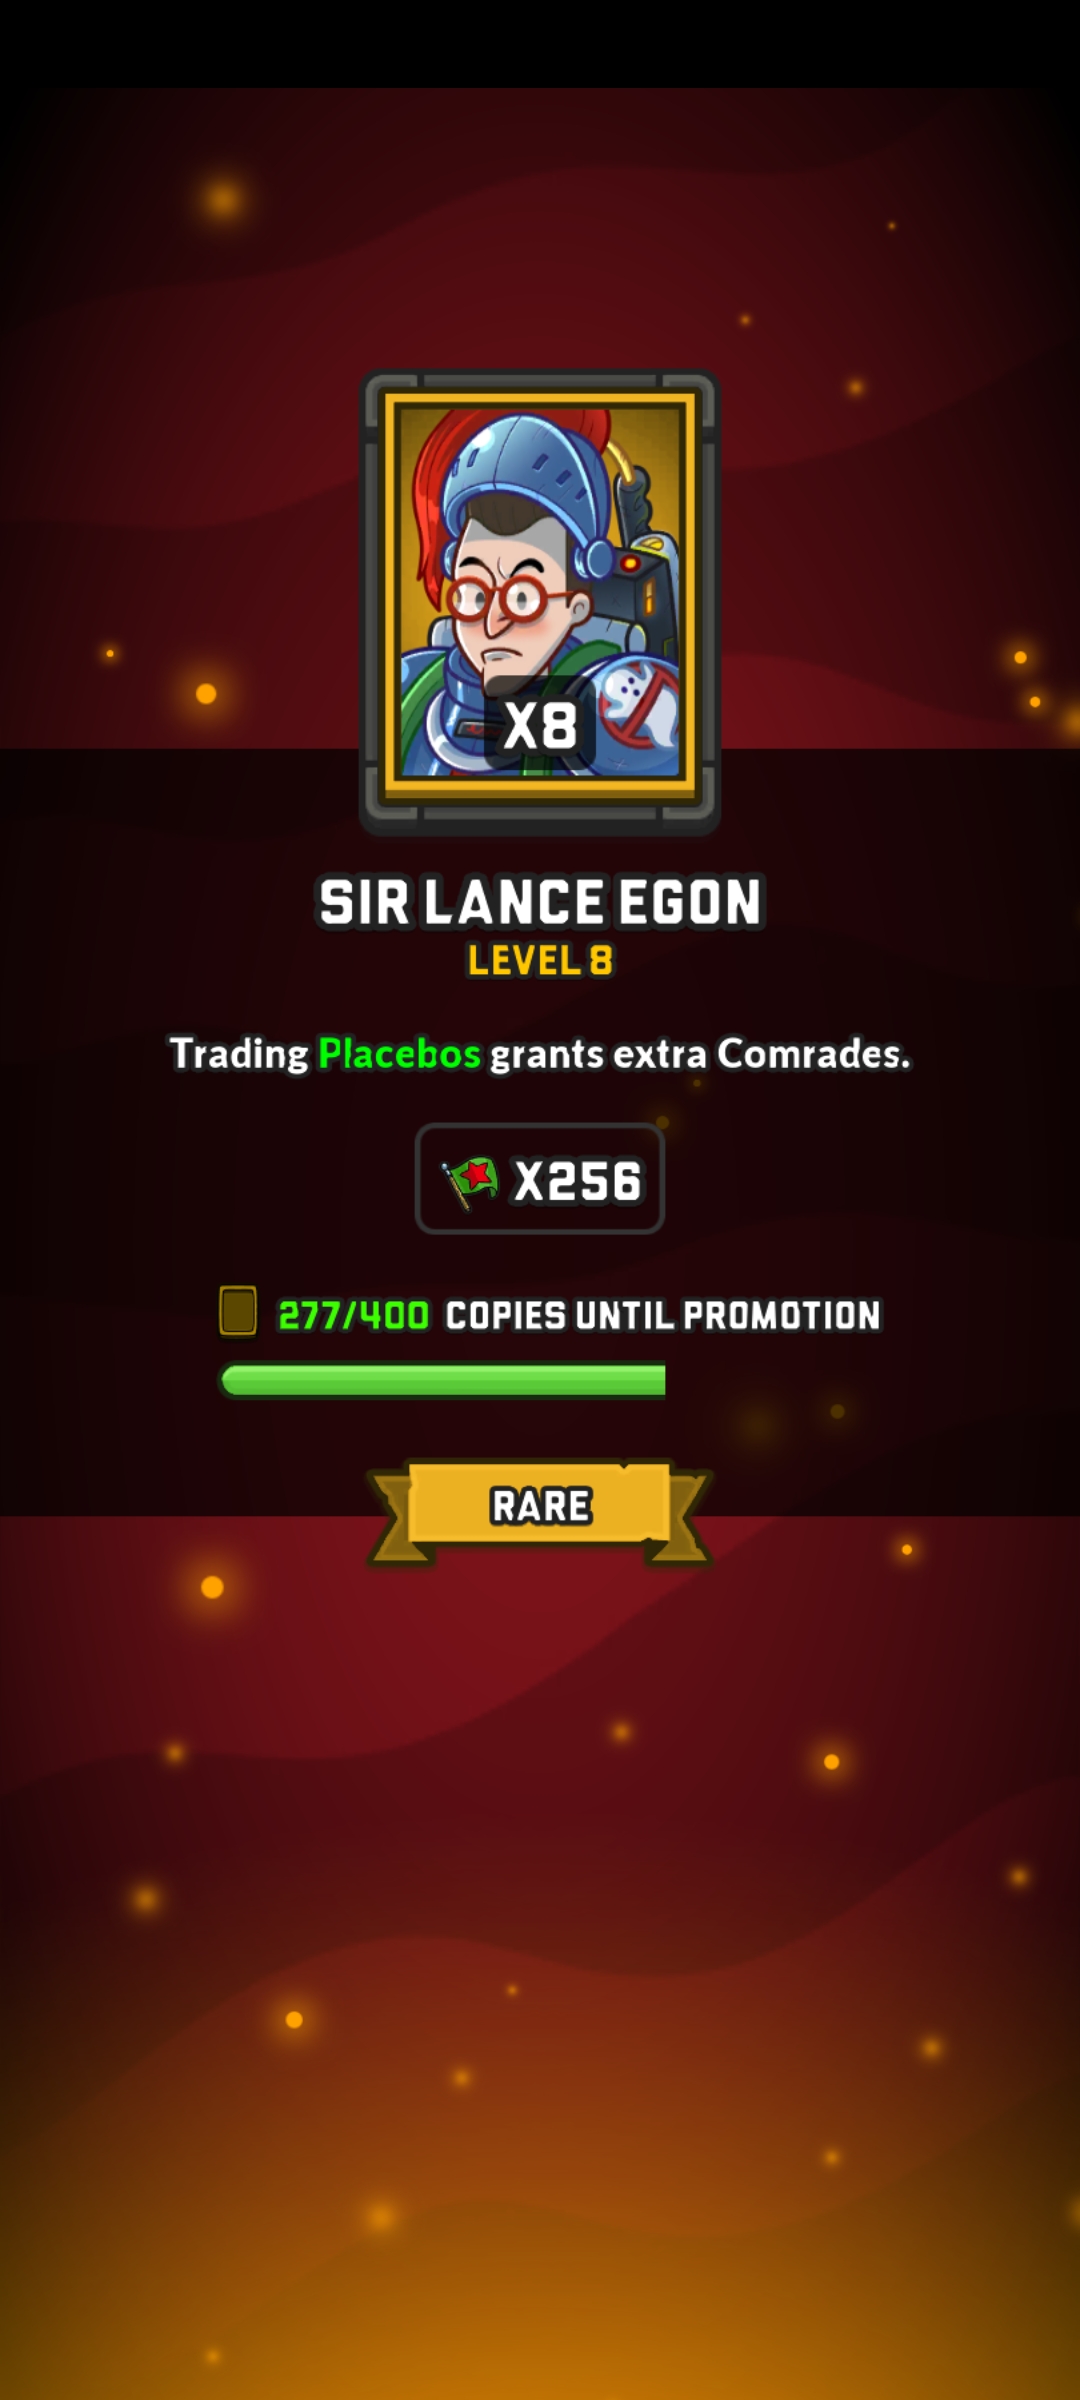 X8
SIR LANCE EGON
LEVEL 8
Trading Placebos grants extra Comrades.
X256
277/400 COPIES UNTIL PROMOTION
RARE